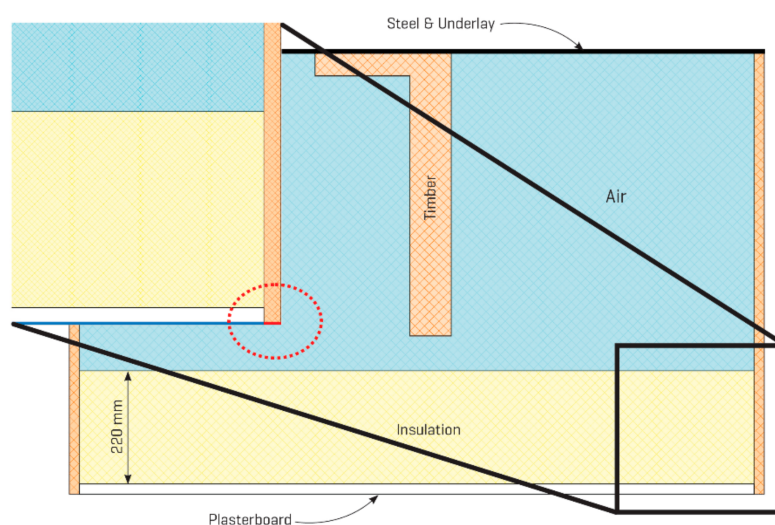 Steel & Underlay
Timber
Air
220 mm
Insulation
Plasterboard